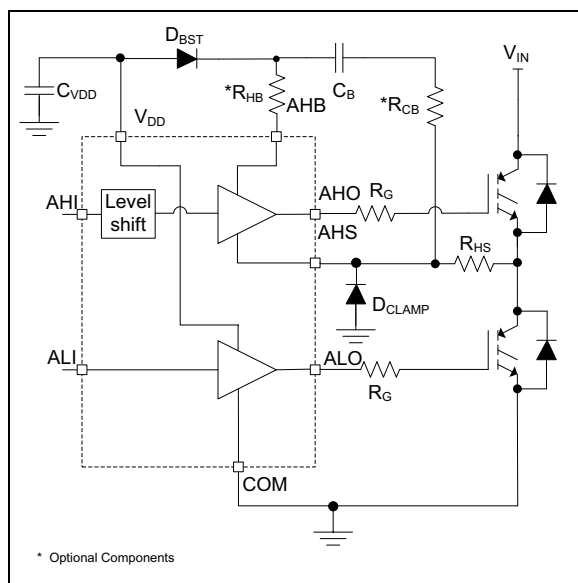 D_BST
V_IN
C_VDD
*R_HB
AHB
C_B
*R_CB
V_DD
AHI
Level
shift
AHO
R_G
AHS
R_HS
D_CLAMP
ALI
ALO
R_G
COM
* Optional Components